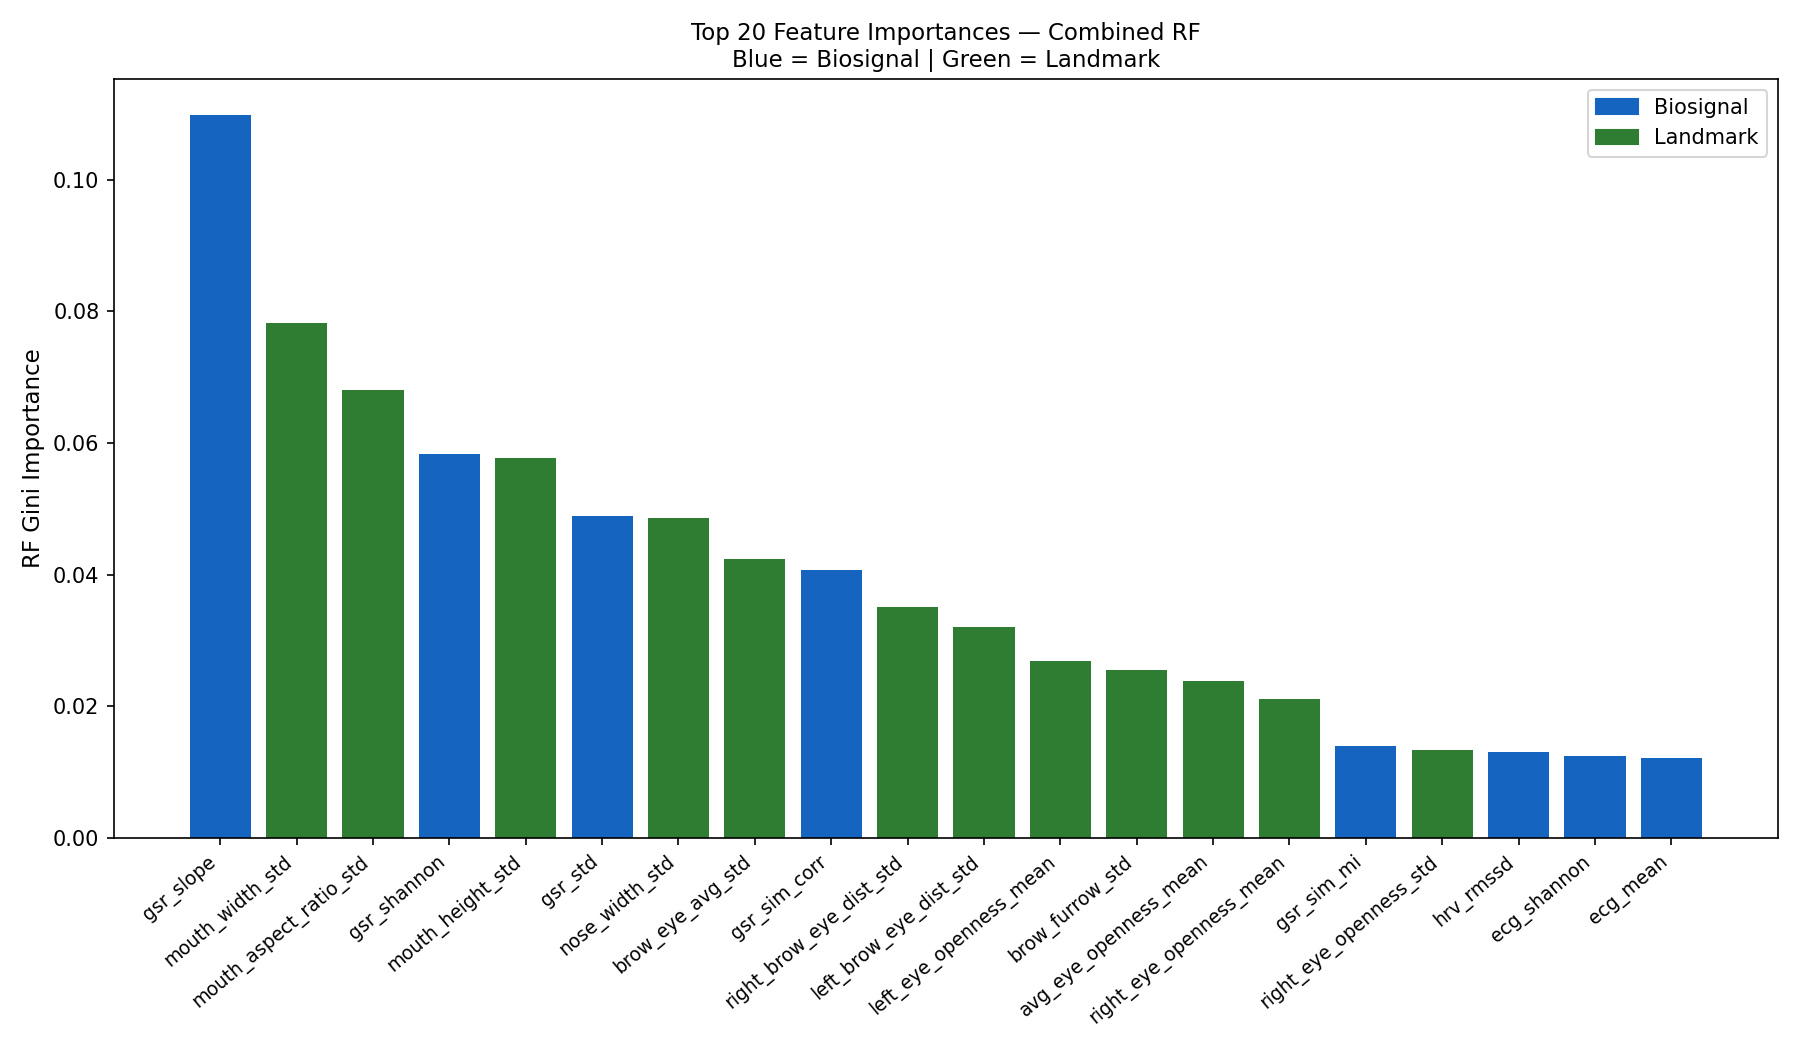 Top 20 Feature Importances — Combined RF
Blue = Biosignal | Green = Landmark
Biosignal
Landmark
RF Gini Importance
0.10
0.08
0.06
0.04
0.02
0.00
gsr_slope
mouth_width_std
mouth_aspect_ratio_std
gsr_shannon
mouth_height_std
gsr_std
nose_width_std
brow_eye_avg_std
gsr_sim_corr
right_brow_eye_dist_std
left_brow_eye_dist_std
left_eye_openness_mean
brow_furrow_std
avg_eye_openness_mean
right_eye_openness_mean
gsr_sim_mi
right_eye_openness_std
hrv_rmssd
ecg_shannon
ecg_mean